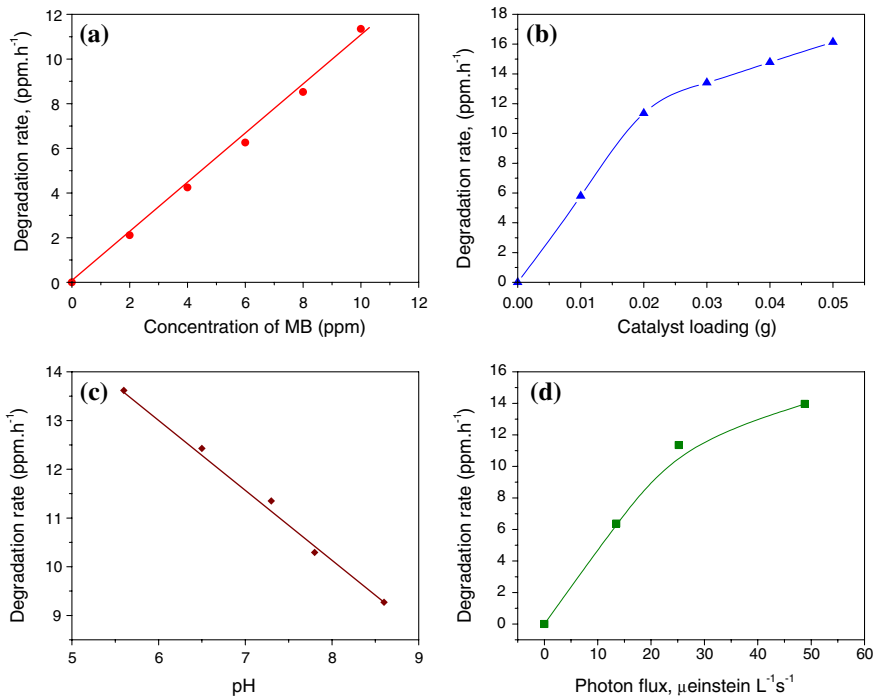 (a)
Degradation rate, (ppm.h⁻¹)
12
10
8
6
4
2
0
0 2 4 6 8 10 12
Concentration of MB (ppm)
(b)
Degradation rate, (ppm.h⁻¹)
18
16
14
12
10
8
6
4
2
0
0.00 0.01 0.02 0.03 0.04 0.05
Catalyst loading (g)
(c)
Degradation rate (ppm.h⁻¹)
14
13
12
11
10
9
5 6 7 8 9
pH
(d)
Degradation rate (ppm.h⁻¹)
16
14
12
10
8
6
4
2
0
0 10 20 30 40 50 60
Photon flux, μeinstein L⁻¹s⁻¹